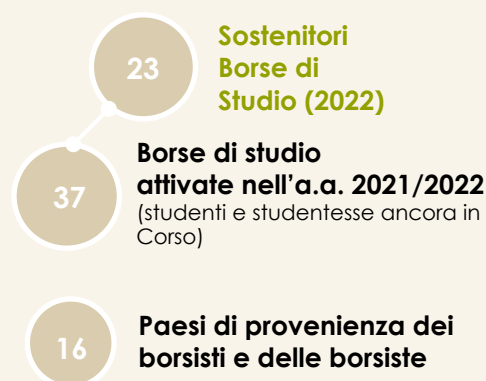 23
Sostenitori
Borse di
Studio (2022)
37
Borse di studio
attivate nell'a.a. 2021/2022
(studenti e studentesse ancora in
Corso)
16
Paesi di provenienza dei
borsisti e delle borsiste